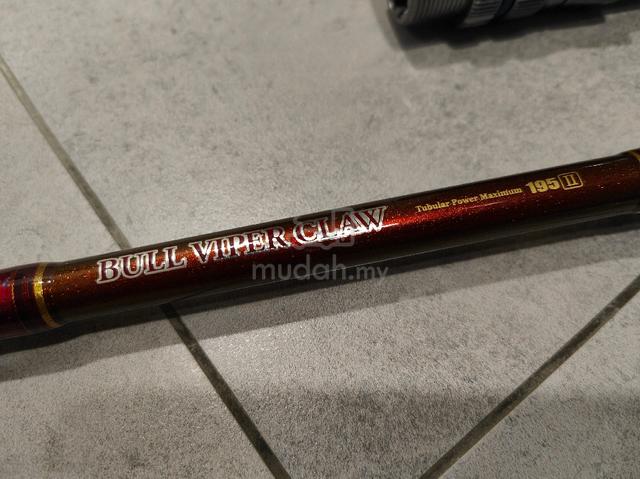 BULL VIPER CLAW
Tubular Power Maximum 195 II
mudah.my